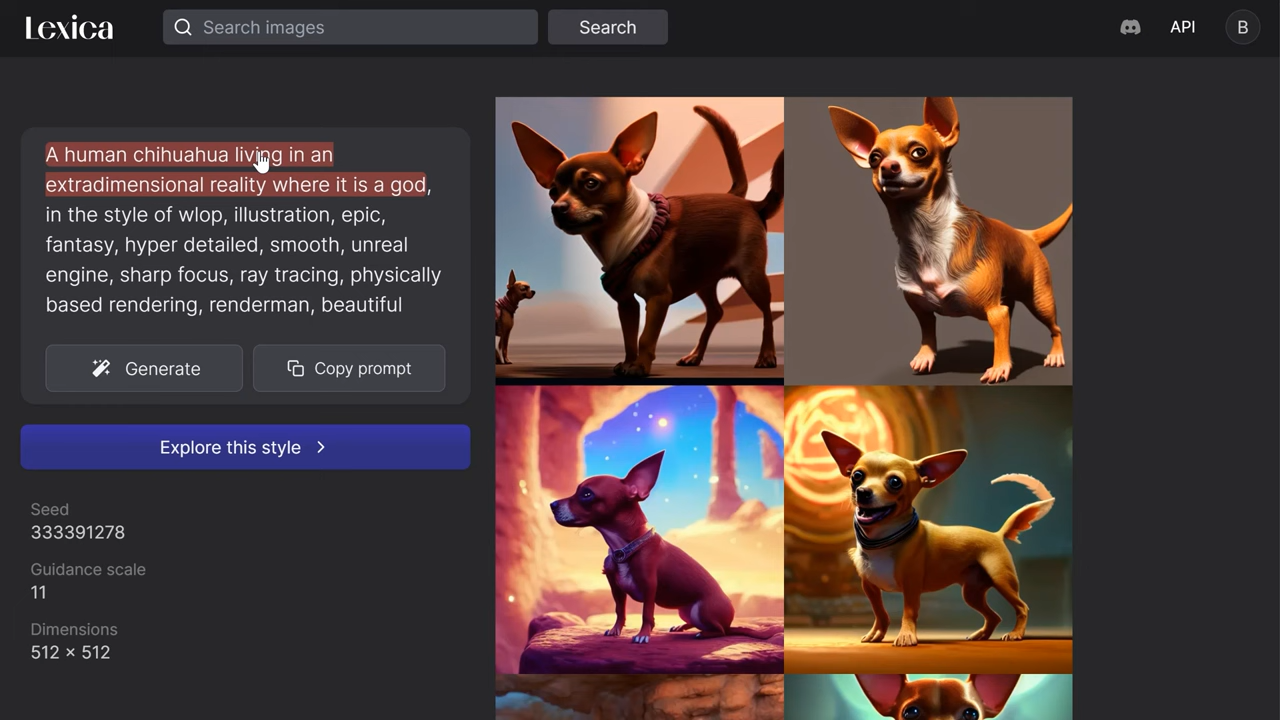 Lexica
Search images
Search
API
B
A human chihuahua living in an
extradimensional reality where it is a god,
in the style of wlop, illustration, epic,
fantasy, hyper detailed, smooth, unreal
engine, sharp focus, ray tracing, physically
based rendering, renderman, beautiful
Generate
Copy prompt
Explore this style
Seed
333391278
Guidance scale
11
Dimensions
512 × 512